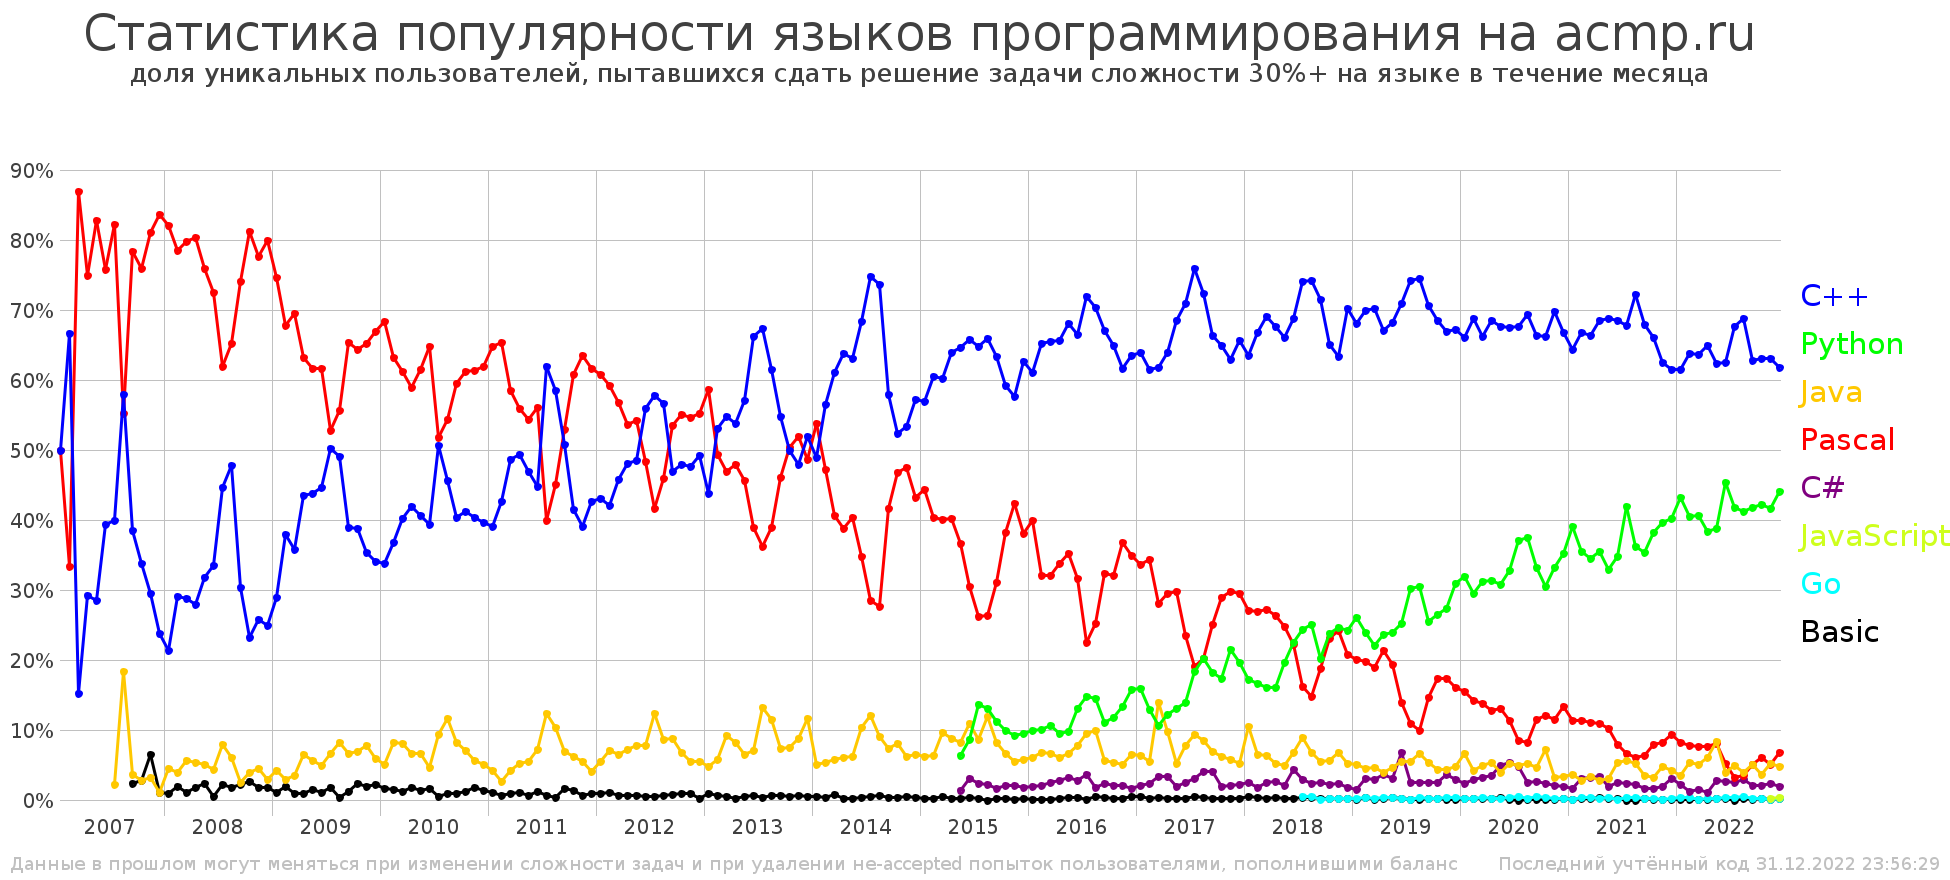 Статистика популярности языков программирования на acmp.ru
доля уникальных пользователей, пытавшихся сдать решение задачи сложности 30%+ на языке в течение месяца
90%
80%
70%
60%
50%
40%
30%
20%
10%
0%
2007 2008 2009 2010 2011 2012 2013 2014 2015 2016 2017 2018 2019 2020 2021 2022
C++
Python
Java
Pascal
C#
JavaScript
Go
Basic
Данные в прошлом могут меняться при изменении сложности задач и при удалении не-accepted попыток пользователями, пополнившими баланс Последний учтённый код 31.12.2022 23:56:29